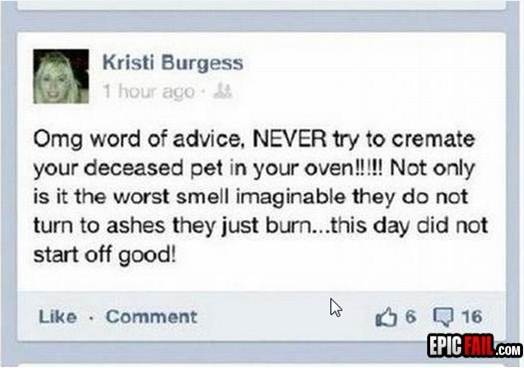 Kristi Burgess
1 hour ago ·
Omg word of advice, NEVER try to cremate
your deceased pet in your oven!!!!! Not only
is it the worst smell imaginable they do not
turn to ashes they just burn...this day did not
start off good!
Like · Comment 6 16
EPIC FAIL.COM